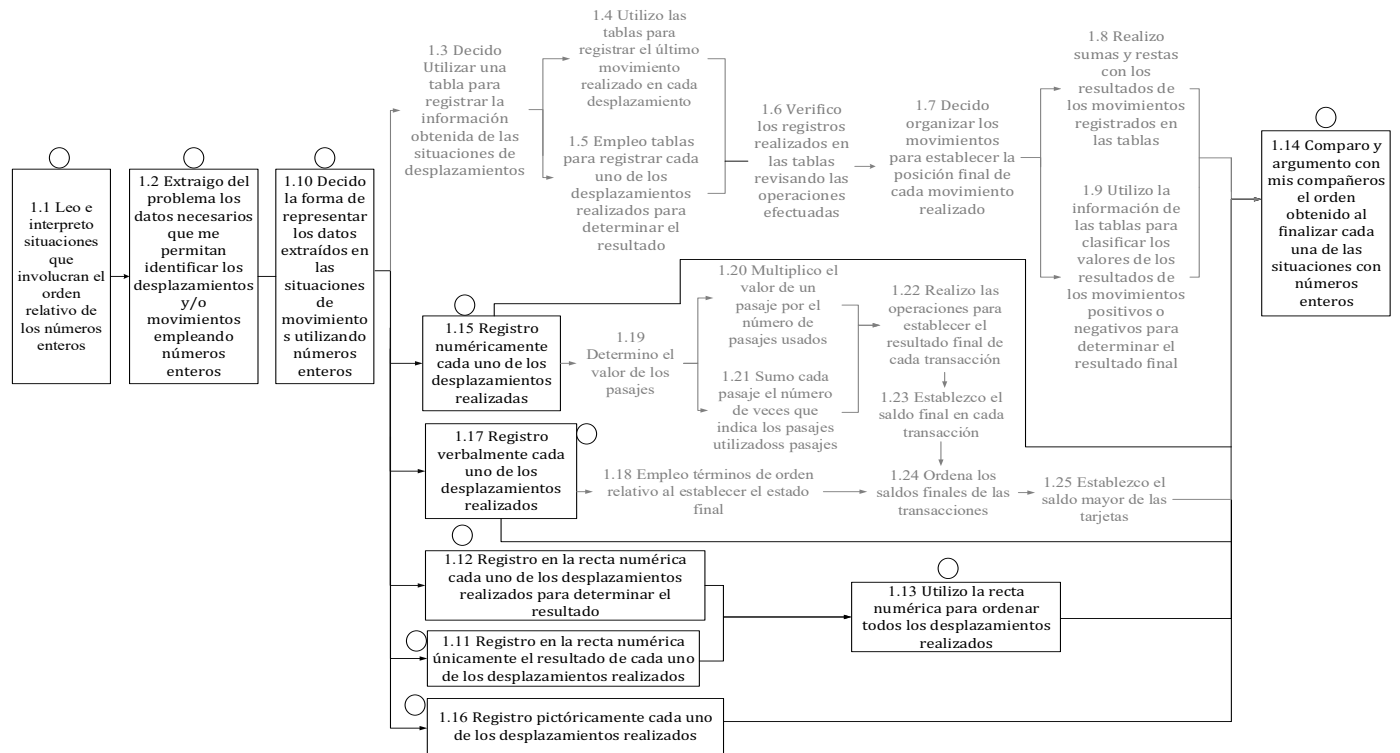 1.1 Leo e
interpreto
situaciones
que
involucran el
orden
relativo de
los números
enteros
1.2 Extraigo del
problema los
datos necesarios
que me
permitan
identificar los
desplazamientos
y/o
movimientos
empleando
números
enteros
1.10 Decido
la forma de
representar
los datos
extraídos en
las
situaciones
de
movimiento
s utilizando
números
enteros
1.3 Decido
Utilizar una
tabla para
registrar la
información
obtenida de las
situaciones de
desplazamientos
1.4 Utilizo las
tablas para
registrar el último
movimiento
realizado en cada
desplazamiento
1.5 Empleo tablas
para registrar cada
uno de los
desplazamientos
realizados para
determinar el
resultado
1.6 Verifico
los registros
realizados en
las tablas
revisando las
operaciones
efectuadas
1.7 Decido
organizar los
movimientos
para establecer la
posición final de
cada movimiento
realizado
1.8 Realizo
sumas y restas
con los
resultados de
los movimientos
registrados en
las tablas
1.9 Utilizo la
información de
las tablas para
clasificar los
valores de los
resultados de
los movimientos
positivos o
negativos para
determinar el
resultado final
1.14 Comparo y
argumento con
mis compañeros
el orden
obtenido al
finalizar cada
una de las
situaciones con
números
enteros
1.15 Registro
numéricamente
cada uno de los
desplazamientos
realizadas
1.19
Determino el
valor de los
pasajes
1.20 Multiplico el
valor de un
pasaje por el
número de
pasajes usados
1.21 Sumo cada
pasaje el número
de veces que
indica los pasajes
utilizadoss pasajes
1.22 Realizo las
operaciones para
establecer el
resultado final de
cada transacción
1.23 Establezco el
saldo final en cada
transacción
1.17 Registro
verbalmente cada
uno de los
desplazamientos
realizados
1.18 Empleo términos de orden
relativo al establecer el estado
final
1.24 Ordena los
saldos finales de las
transacciones
1.25 Establezco el
saldo mayor de las
tarjetas
1.12 Registro en la recta numérica
cada uno de los desplazamientos
realizados para determinar el
resultado
1.13 Utilizo la recta
numérica para ordenar
todos los desplazamientos
realizados
1.11 Registro en la recta numérica
únicamente el resultado de cada uno
de los desplazamientos realizados
1.16 Registro pictóricamente cada uno
de los desplazamientos realizados